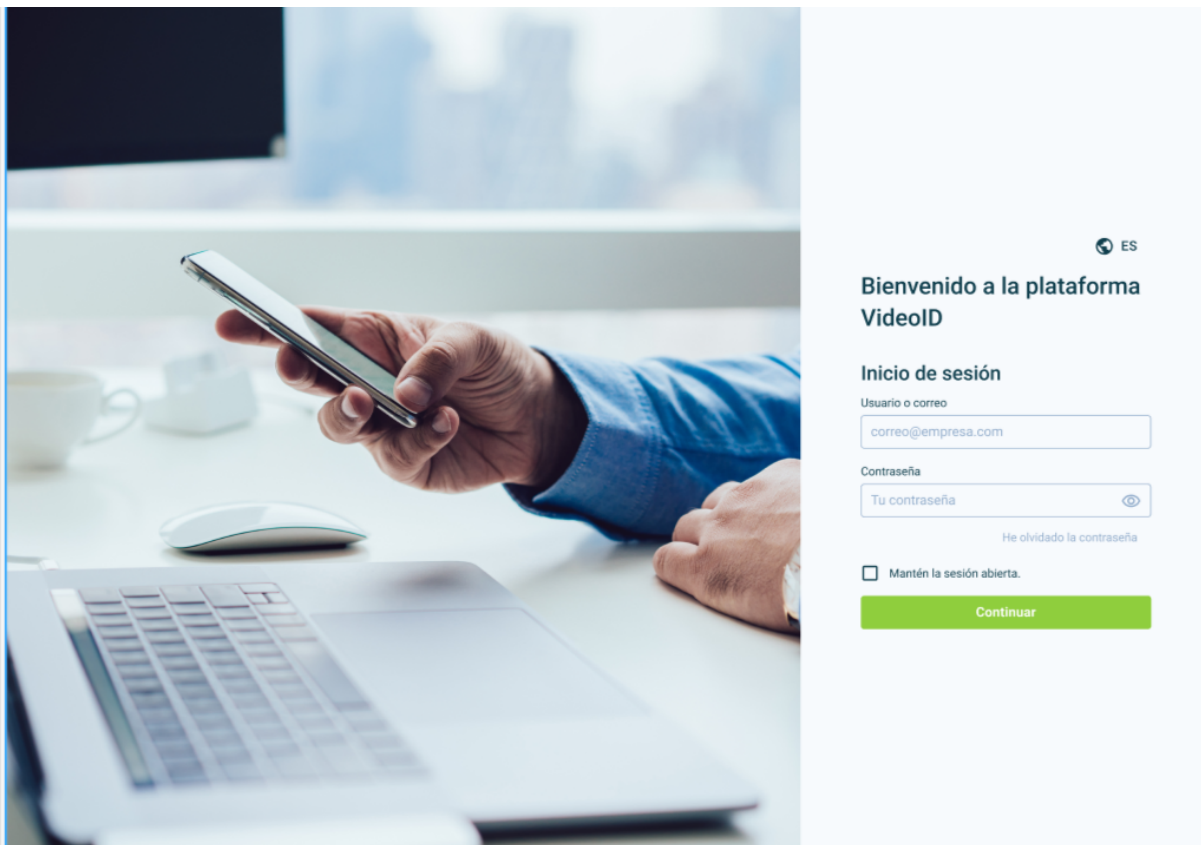 ES
Bienvenido a la plataforma
VideoID
Inicio de sesión
Usuario o correo
correo@empresa.com
Contraseña
Tu contraseña
He olvidado la contraseña
Mantén la sesión abierta.
Continuar